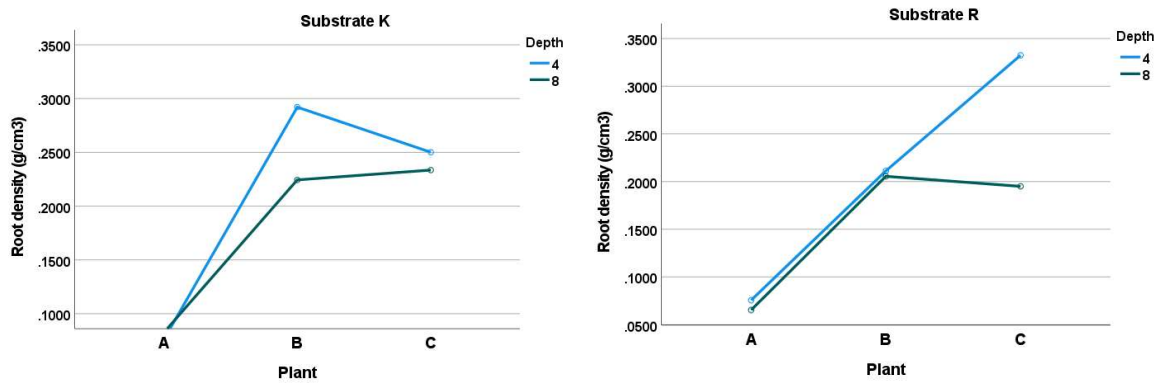 Substrate K
Depth
4
8
.3500
.3000
.2500
.2000
.1500
.1000
Root density (g/cm3)
A B C
Plant
Substrate R
Depth
4
8
.3500
.3000
.2500
.2000
.1500
.1000
.0500
Root density (g/cm3)
A B C
Plant